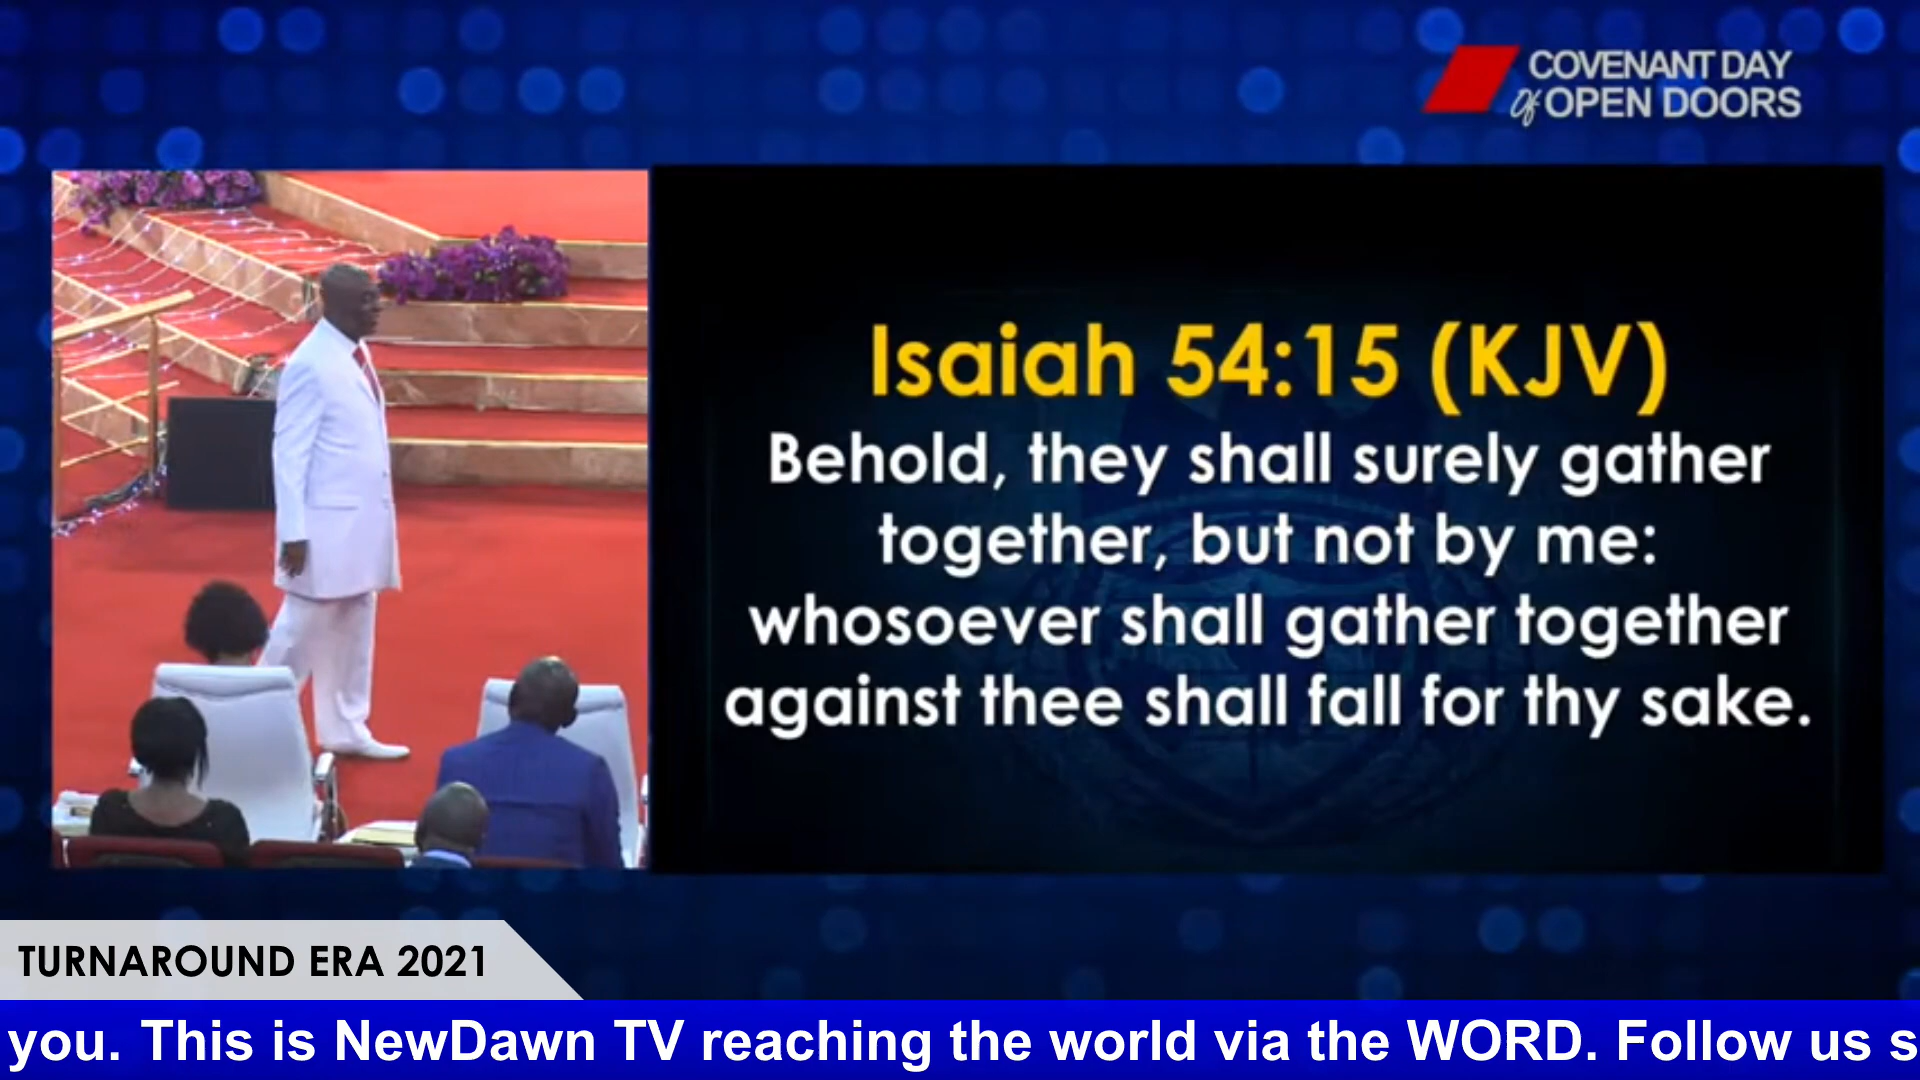 COVENANT DAY
Of OPEN DOORS
Isaiah 54:15 (KJV)
Behold, they shall surely gather
together, but not by me:
whosoever shall gather together
against thee shall fall for thy sake.
TURNAROUND ERA 2021
you. This is NewDawn TV reaching the world via the WORD. Follow us s